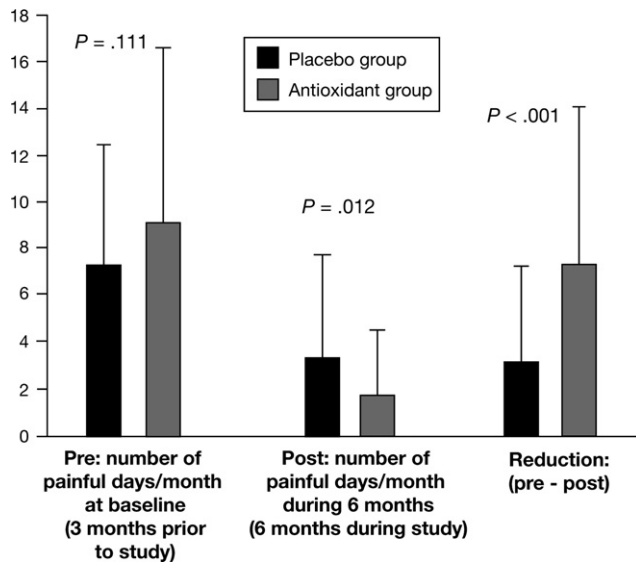 18
16
14
12
10
8
6
4
2
0
P = .111
Placebo group
Antioxidant group
P < .001
P = .012
Pre: number of
painful days/month
at baseline
(3 months prior
to study)
Post: number of
painful days/month
during 6 months
(6 months during study)
Reduction:
(pre - post)